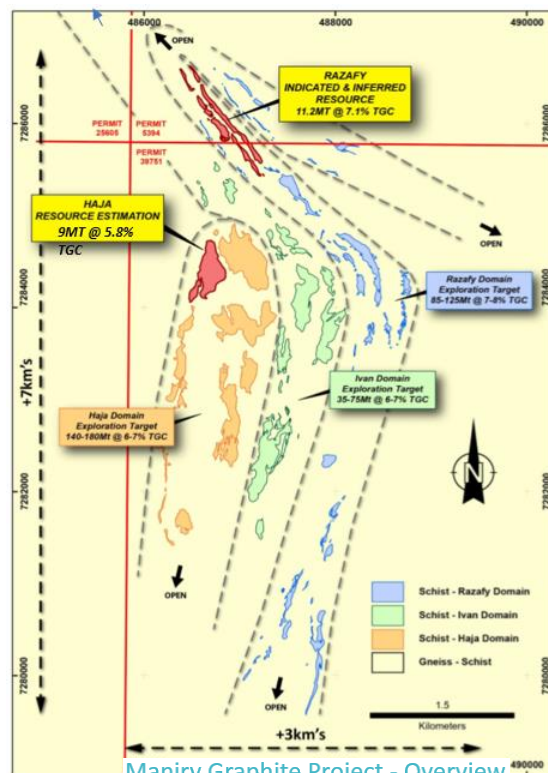 486000
488000
490000
7286000
OPEN
RAZAFY
INDICATED & INFERRED
RESOURCE
11.2MT @ 7.1% TGC
PERMIT
25605
PERMIT
5394
PERMIT
39751
HAJA
RESOURCE ESTIMATION
9MT @ 5.8%
TGC
OPEN
7286000
7284000
7284000
+7km's
Razafy Domain
Exploration Target
85-125Mt @ 7-8% TGC
Ivan Domain
Exploration Target
35-75Mt @ 6-7% TGC
Haja Domain
Exploration Target
140-180Mt @ 6-7% TGC
N
7282000
7282000
OPEN
Schist - Razafy Domain
Schist - Ivan Domain
Schist - Haja Domain
Gneiss - Schist
7280000
7280000
1.5
Kilometers
OPEN
+3km's
490000
Maniry Graphite Project - Overview